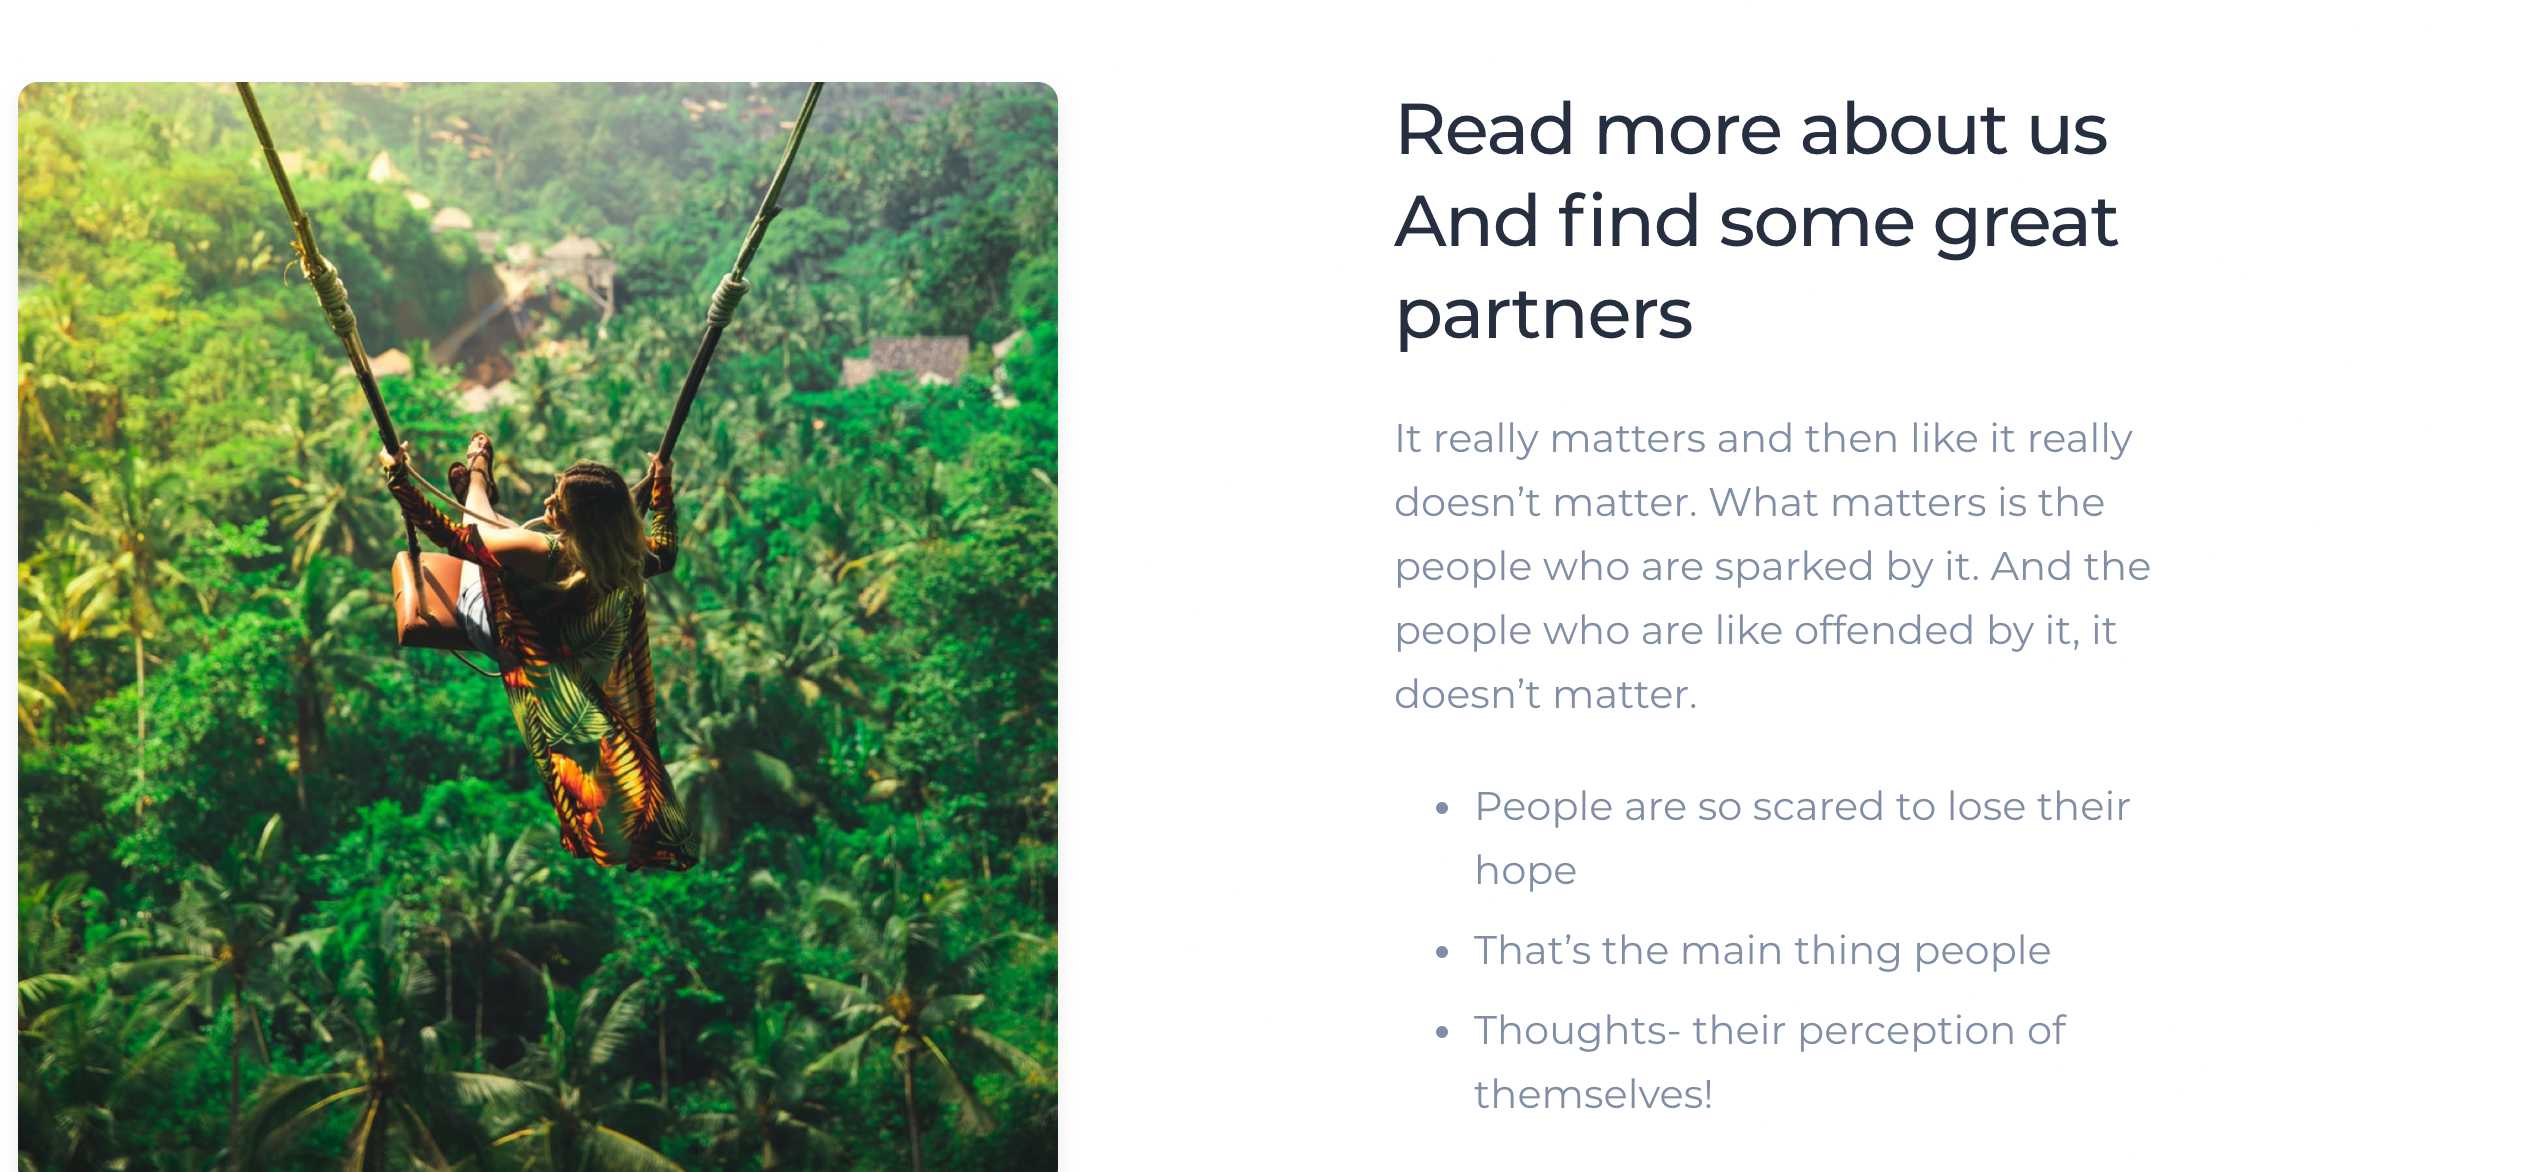 Read more about us
And find some great
partners
It really matters and then like it really
doesn’t matter. What matters is the
people who are sparked by it. And the
people who are like offended by it, it
doesn’t matter.
• People are so scared to lose their
hope
• That’s the main thing people
• Thoughts- their perception of
themselves!